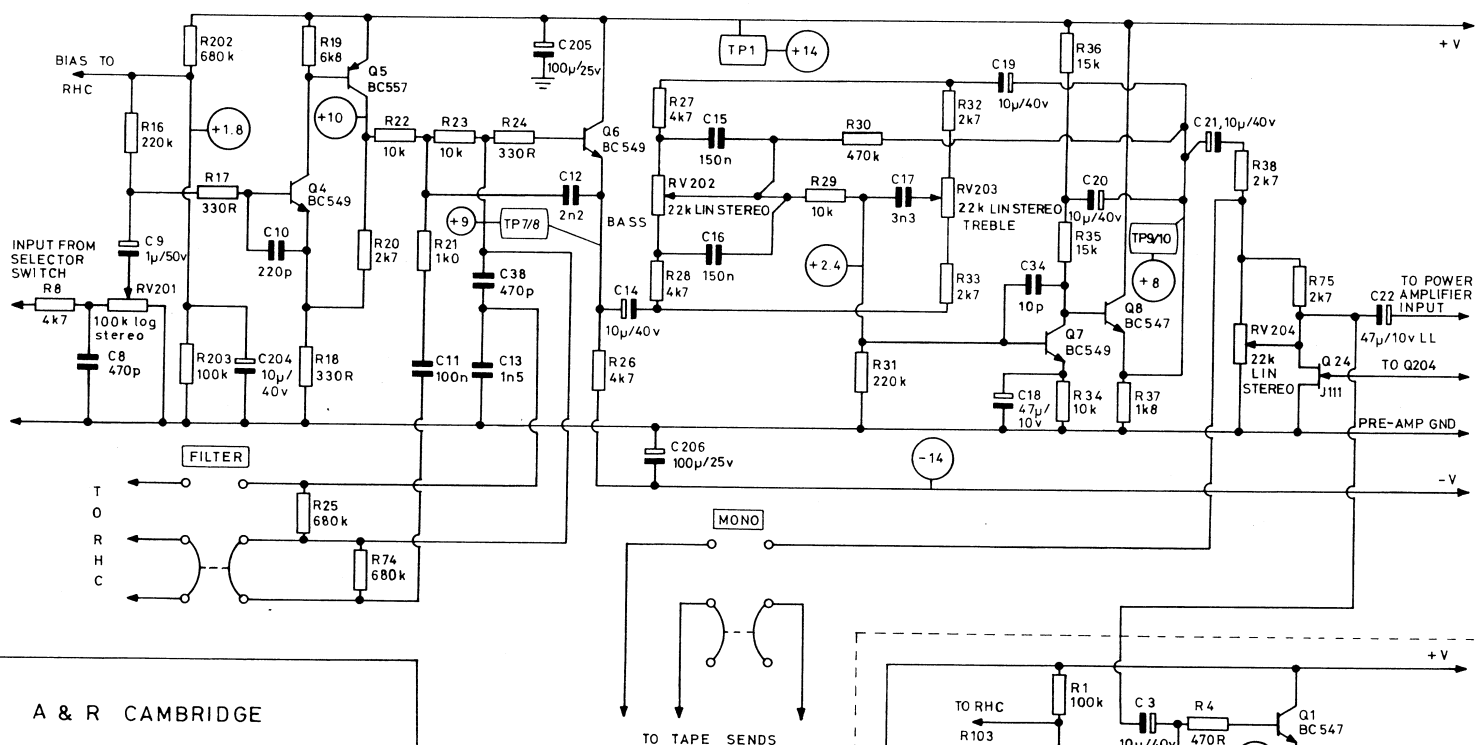 R202
680k
R19
6k8
Q5
BC557
C205
100µ/25v
TP1
+14
R36
15k
+V
BIAS TO
RHC
R16
220k
+1.8
+10
R22
10k
R23
10k
R24
330R
Q6
BC549
R27
4k7
C15
150n
R30
470k
C19
10µ/40v
R32
2k7
C21,10µ/40v
R38
2k7
R17
330R
Q4
BC549
C12
2n2
RV202
22k LIN STEREO
BASS
R29
10k
C17
3n3
RV203
22k LIN STEREO
TREBLE
C20
10µ/40v
R35
15k
TP9/10
+8
INPUT FROM
SELECTOR
SWITCH
C9
1µ/50v
C10
220p
R20
2k7
R21
1k0
+9
TP7/8
C38
470p
C16
150n
+2.4
R28
4k7
C14
10µ/40v
R33
2k7
C34
10p
Q8
BC547
R75
2k7
TO POWER
AMPLIFIER
INPUT
C22
47µ/10v LL
R8
4k7
RV201
100k log
stereo
C8
470p
R203
100k
C204
10µ/
40v
R18
330R
C11
100n
C13
1n5
R26
4k7
R31
220k
Q7
BC549
C18
47µ/
10v
R34
10k
R37
1k8
RV204
22k
LIN
STEREO
Q24
J111
TO Q204
PRE-AMP GND
C206
100µ/25v
-14
-V
FILTER
TO
RHC
R25
680k
R74
680k
MONO
TO TAPE SENDS
A & R CAMBRIDGE
+V
R1
100k
TO RHC
R103
C3
10µ/40v
R4
470R
Q1
BC547